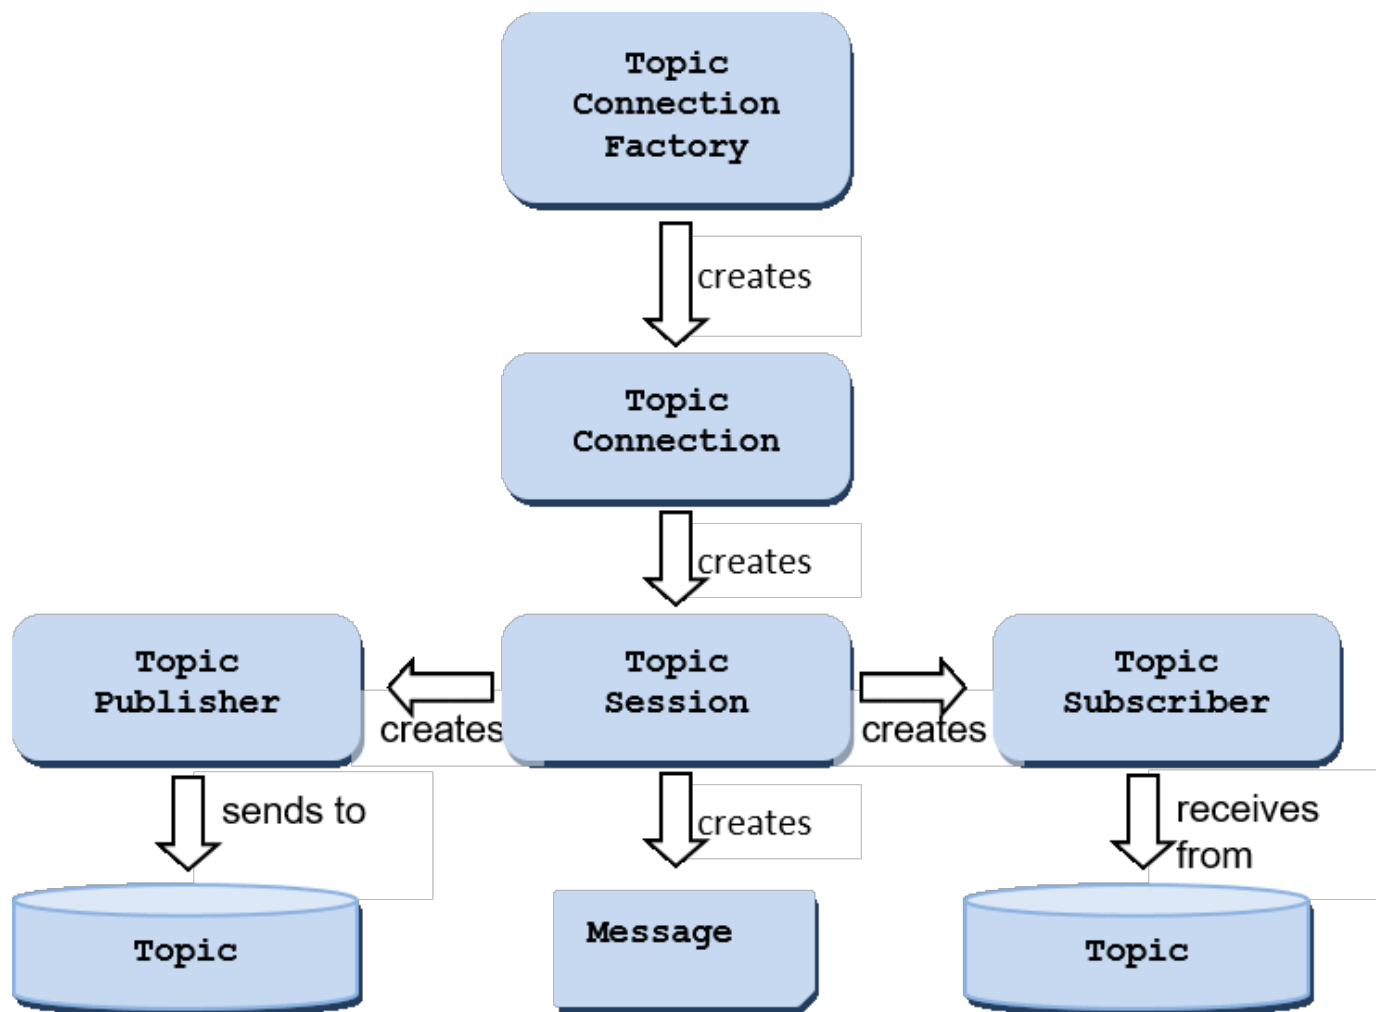 Topic
Connection
Factory
creates
Topic
Connection
creates
Topic
Publisher
creates
Topic
Session
creates
Topic
Subscriber
sends to
creates
receives
from
Topic
Message
Topic